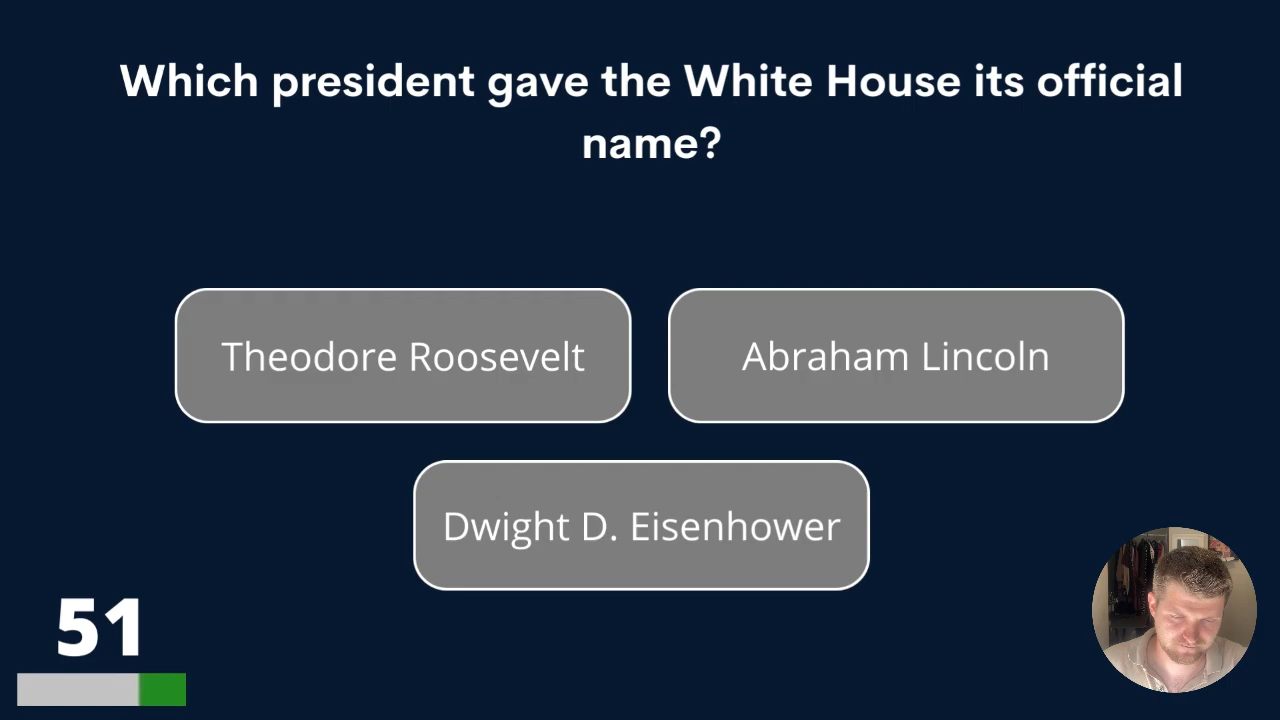 Which president gave the White House its official
name?
Theodore Roosevelt
Abraham Lincoln
Dwight D. Eisenhower
51